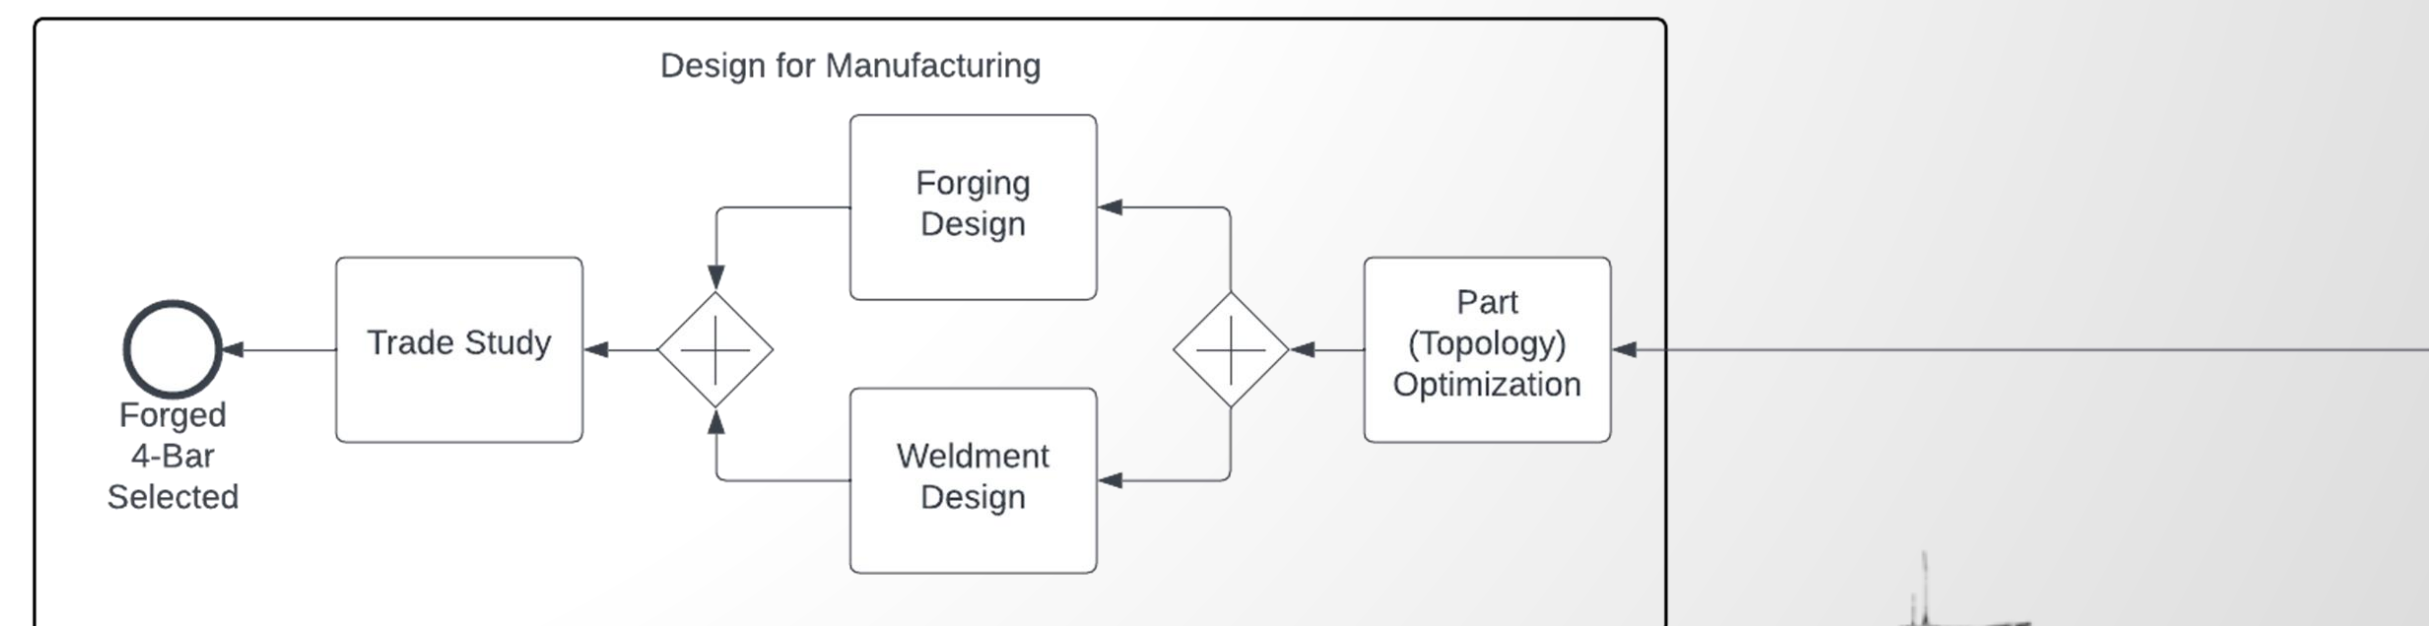 Design for Manufacturing
Forging
Design
Part
(Topology)
Optimization
Trade Study
Weldment
Design
Forged
4-Bar
Selected